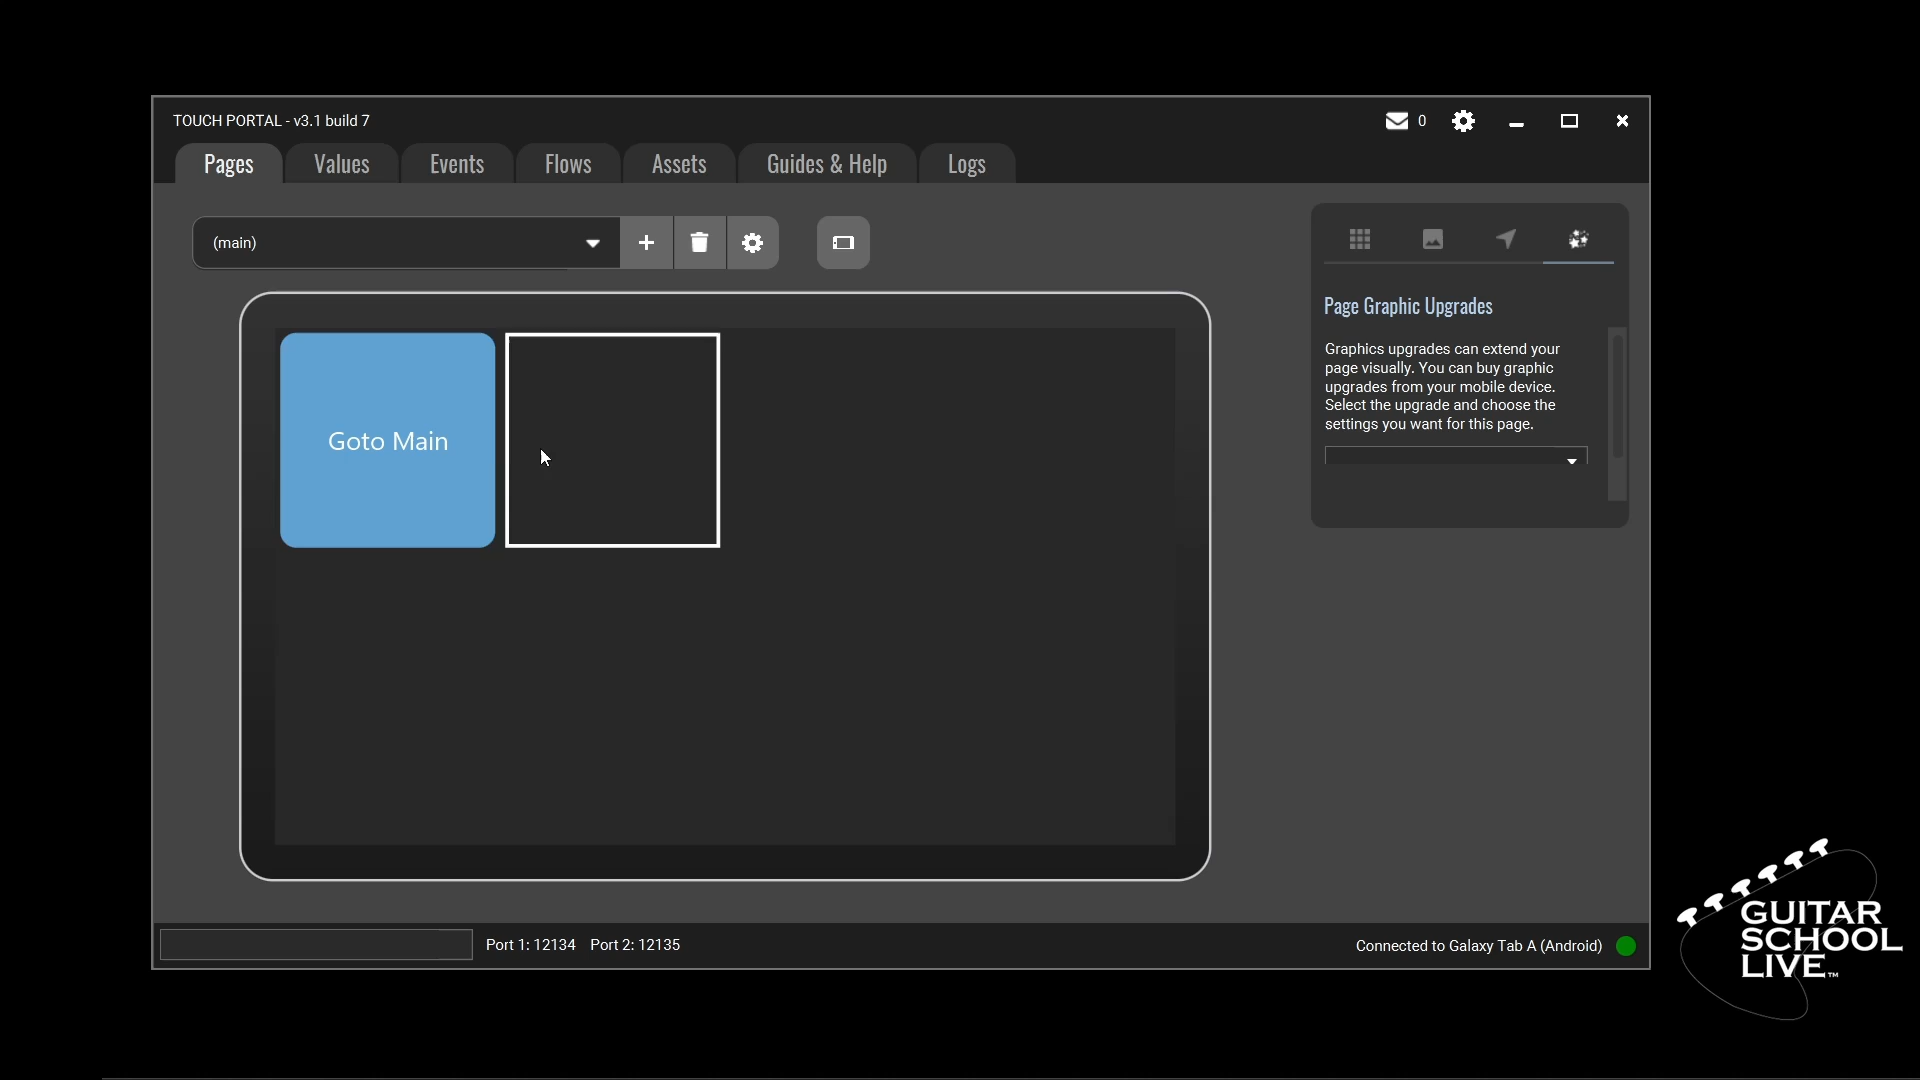 TOUCH PORTAL - v3.1 build 7
0
Pages
Values
Events
Flows
Assets
Guides & Help
Logs
(main)
Goto Main
Page Graphic Upgrades
Graphics upgrades can extend your
page visually. You can buy graphic
upgrades from your mobile device.
Select the upgrade and choose the
settings you want for this page.
Port 1: 12134 Port 2: 12135
Connected to Galaxy Tab A (Android)
GUITAR
SCHOOL
LIVE™